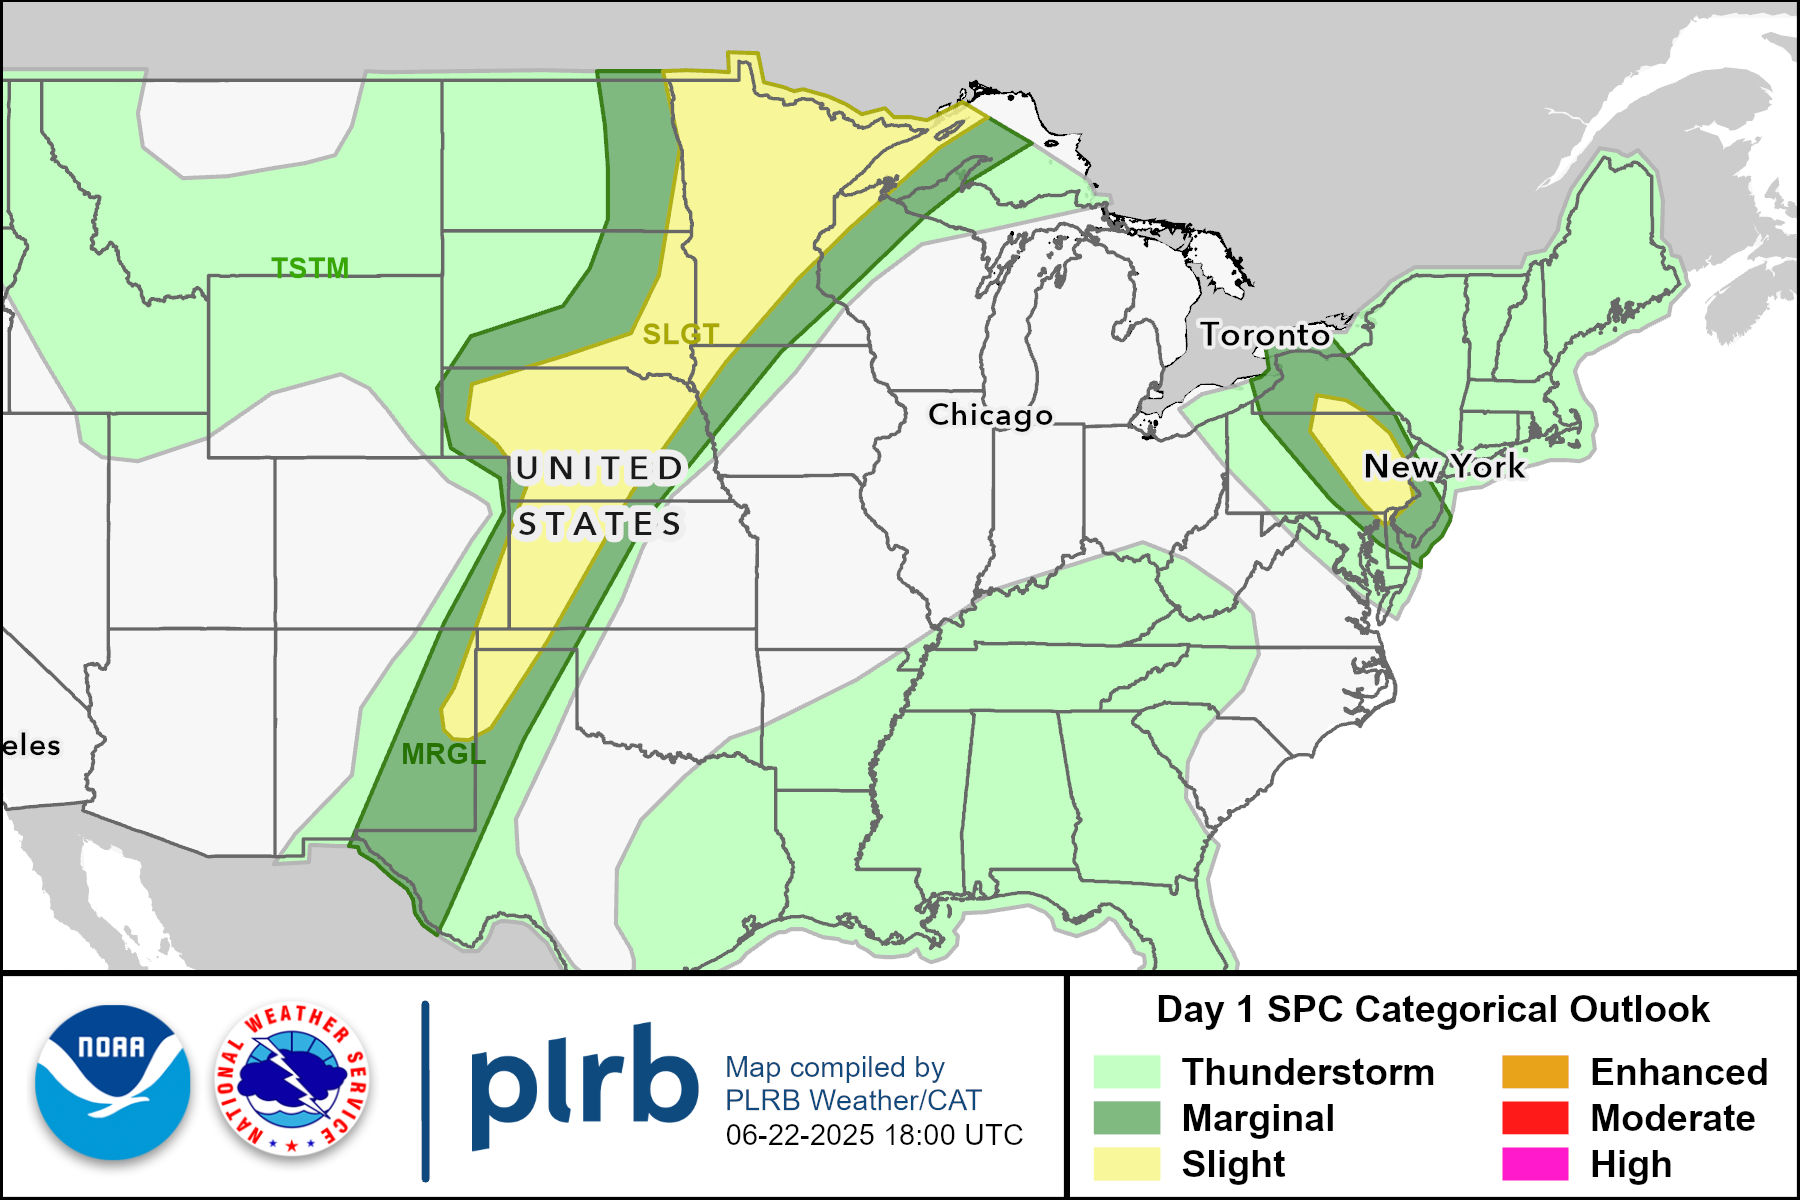 TSTM
SLGT
Toronto
Chicago
New York
UNITED
STATES
eles
MRGL
NOAA
NATIONAL WEATHER SERVICE
plrb
Map compiled by
PLRB Weather/CAT
06-22-2025 18:00 UTC
Day 1 SPC Categorical Outlook
Thunderstorm
Marginal
Slight
Enhanced
Moderate
High